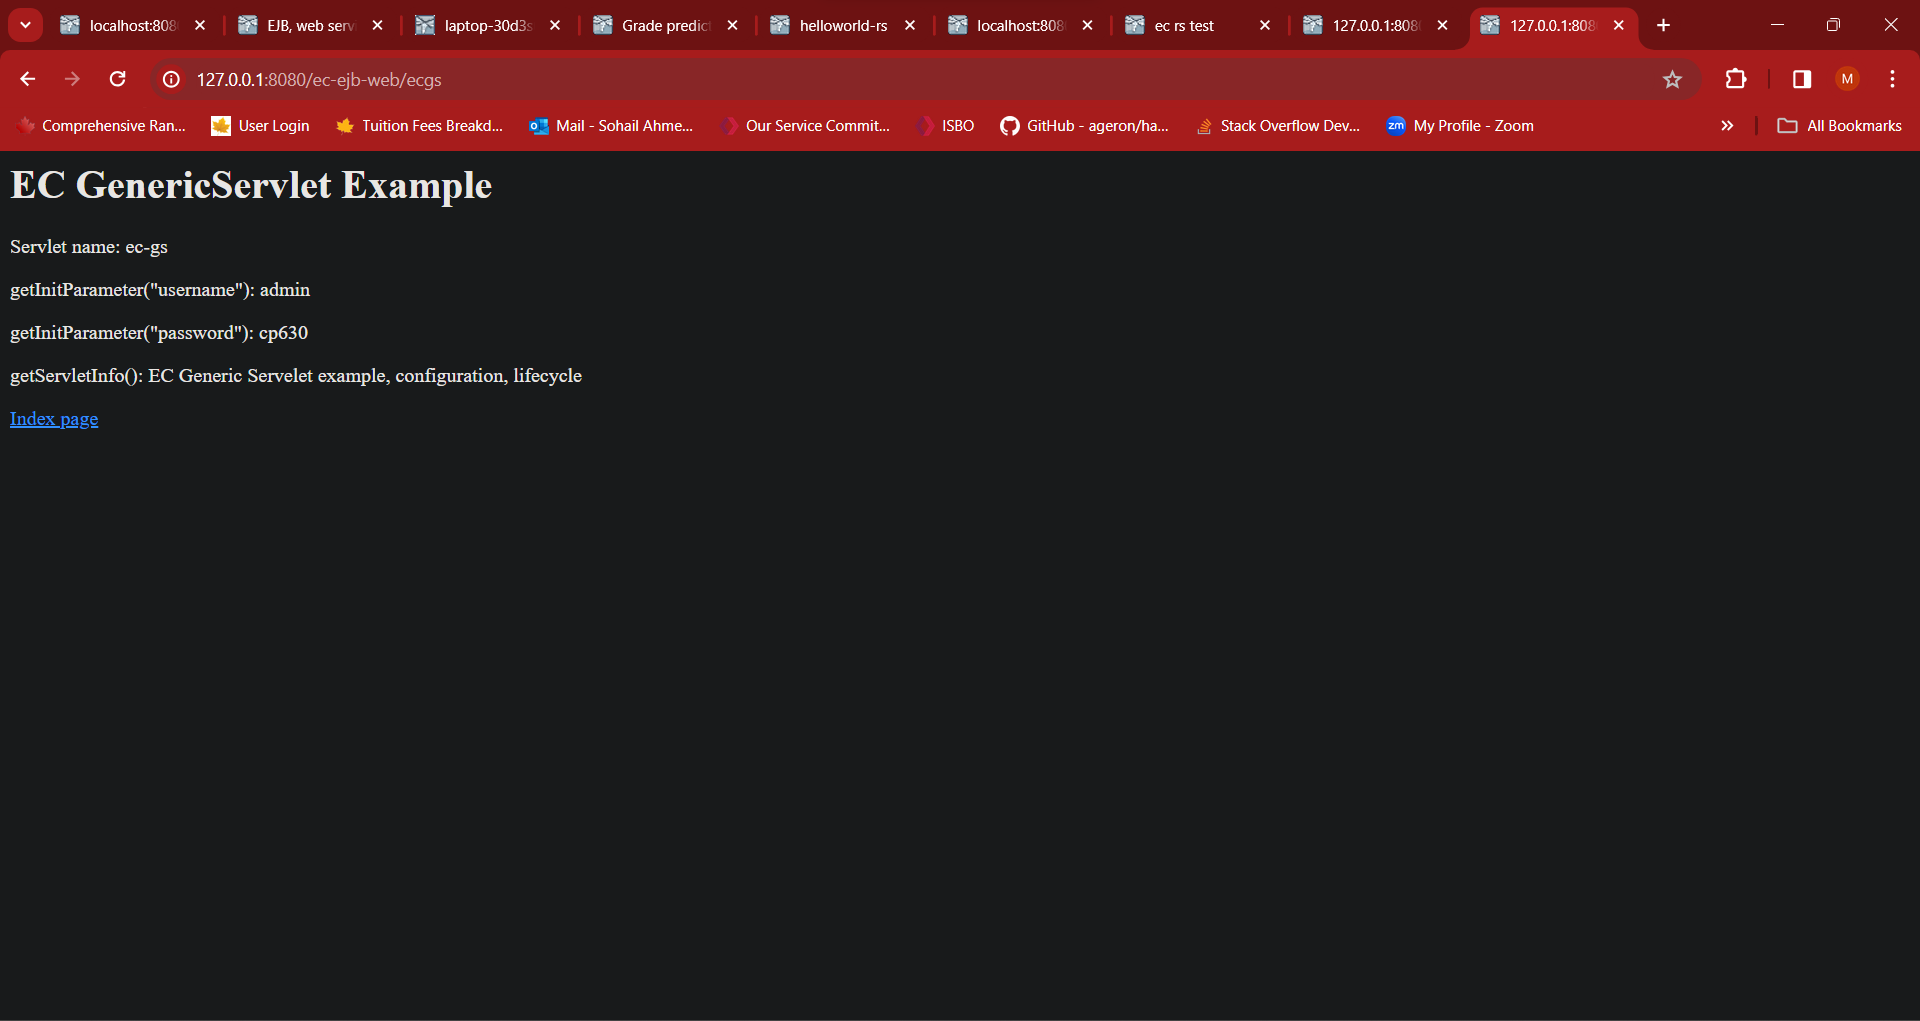 localhost:808
EJB, web serv
laptop-30d3s
Grade predict
helloworld-rs
localhost:808
ec rs test
127.0.0.1:808
127.0.0.1:808
127.0.0.1:8080/ec-ejb-web/ecgs
M
Comprehensive Ran...
User Login
Tuition Fees Breakd...
Mail - Sohail Ahme...
Our Service Commit...
ISBO
GitHub - ageron/ha...
Stack Overflow Dev...
zm
My Profile - Zoom
All Bookmarks
EC GenericServlet Example
Servlet name: ec-gs
getInitParameter("username"): admin
getInitParameter("password"): cp630
getServletInfo(): EC Generic Servelet example, configuration, lifecycle
Index page